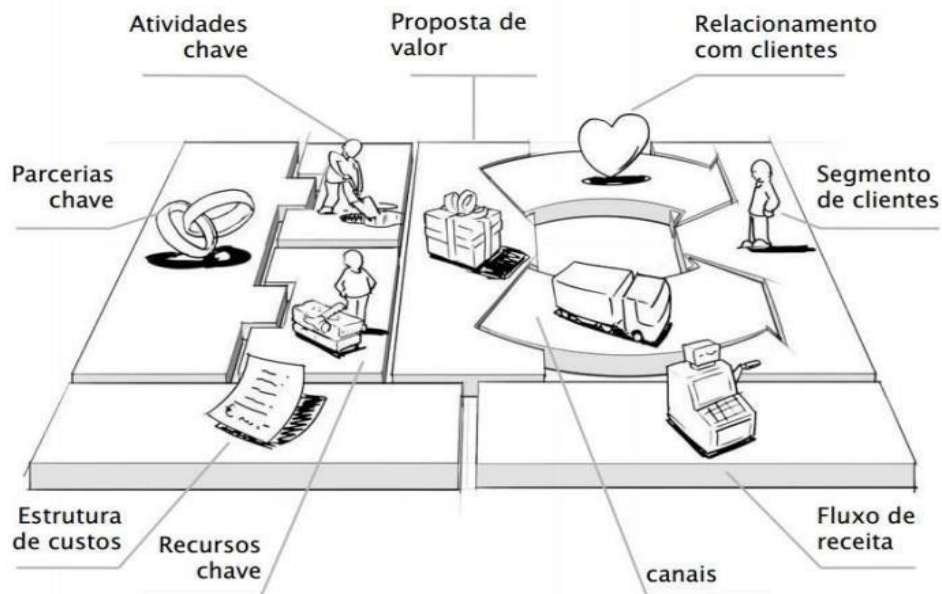 Atividades
chave
Proposta de
valor
Relacionamento
com clientes
Parcerias
chave
Segmento
de clientes
Estrutura
de custos
Recursos
chave
canais
Fluxo de
receita